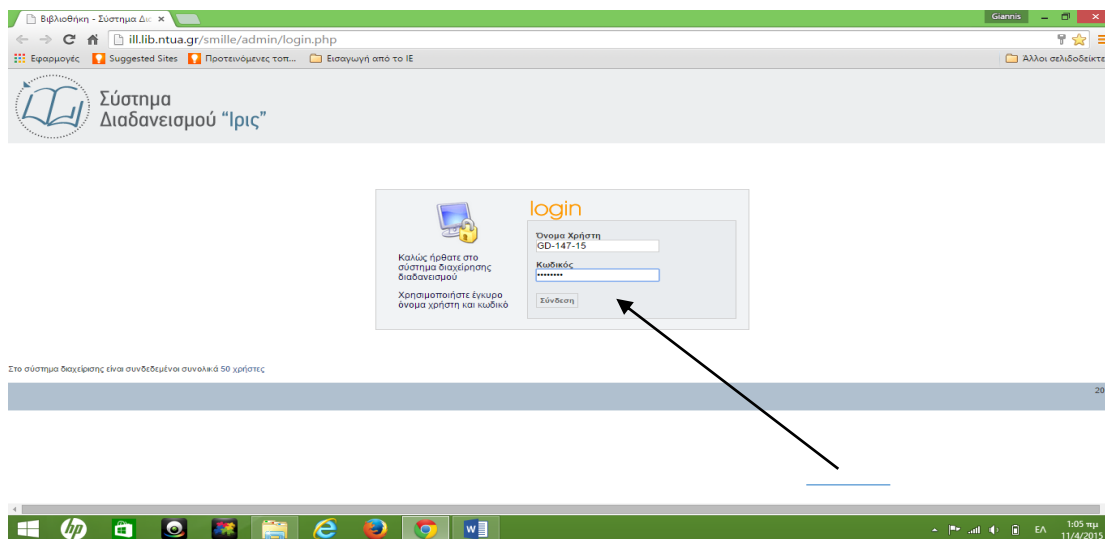 Βιβλιοθήκη - Σύστημα Δια
Giannis
ill.lib.ntua.gr/smille/admin/login.php
Εφαρμογές Suggested Sites Προτεινόμενες τοπ... Εισαγωγή από το IE Άλλοι σελιδοδείκτε
Σύστημα
Διαδανεισμού “Ιρις”
login
Όνομα Χρήστη
GD-147-15
Κωδικός
••••••••
Σύνδεση
Καλώς ήρθατε στο
σύστημα διαχείρησης
διαδανεισμού
Χρησιμοποιήστε έγκυρο
όνομα χρήστη και κωδικό
Στο σύστημα διαχείρισης είναι συνδεδεμένοι συνολικά 50 χρήστες
20
hp
ΕΛ
1:05 πμ
11/4/2015